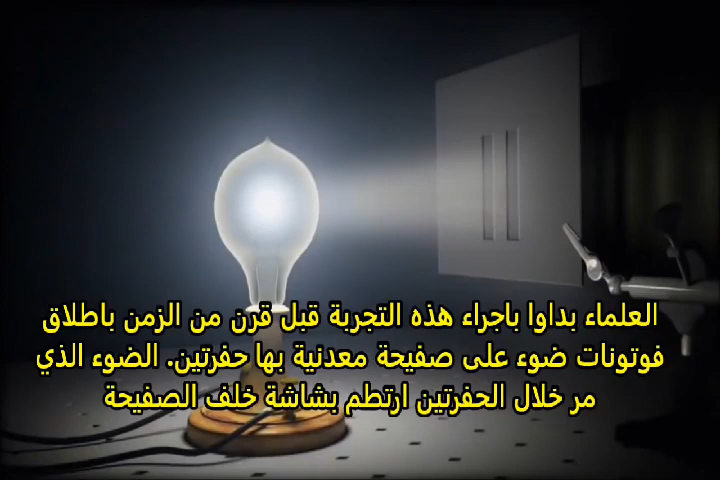 العلماء بداوا باجراء هذه التجربة قبل قرن من الزمن باطلاق
فوتونات ضوء على صفيحة معدنية بها حفرتين. الضوء الذي
مر خلال الحفرتين ارتطم بشاشة خلف الصفيحة